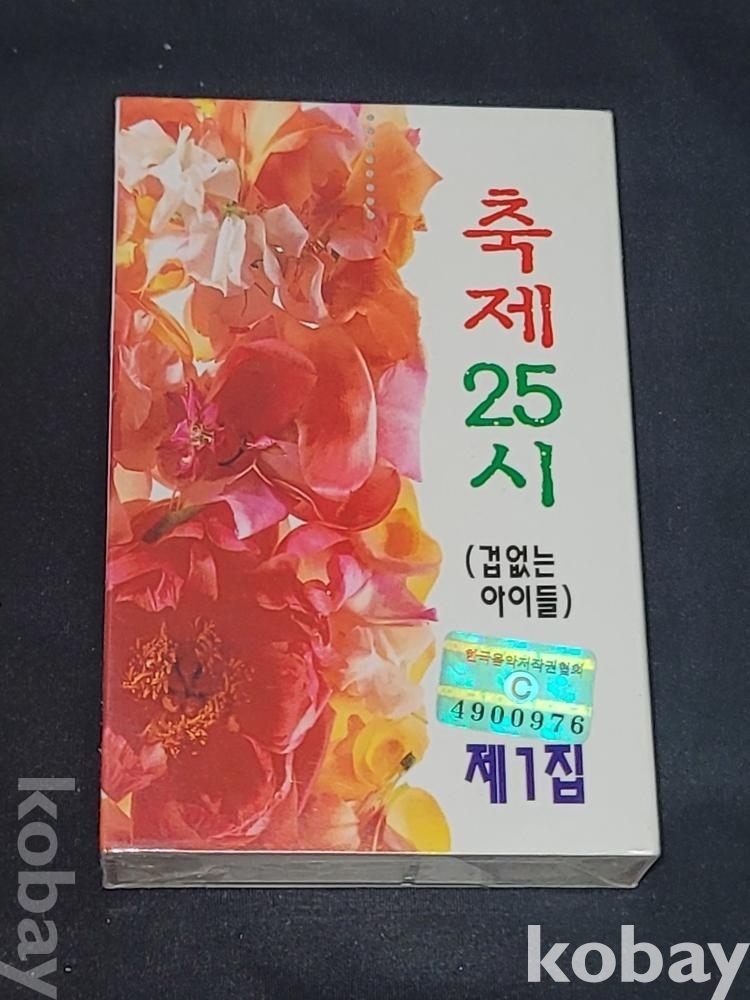 축
제
25
시
(겁없는
아이들)
한국음악저작권협회
C
4900976
제1집
kobay
kobay